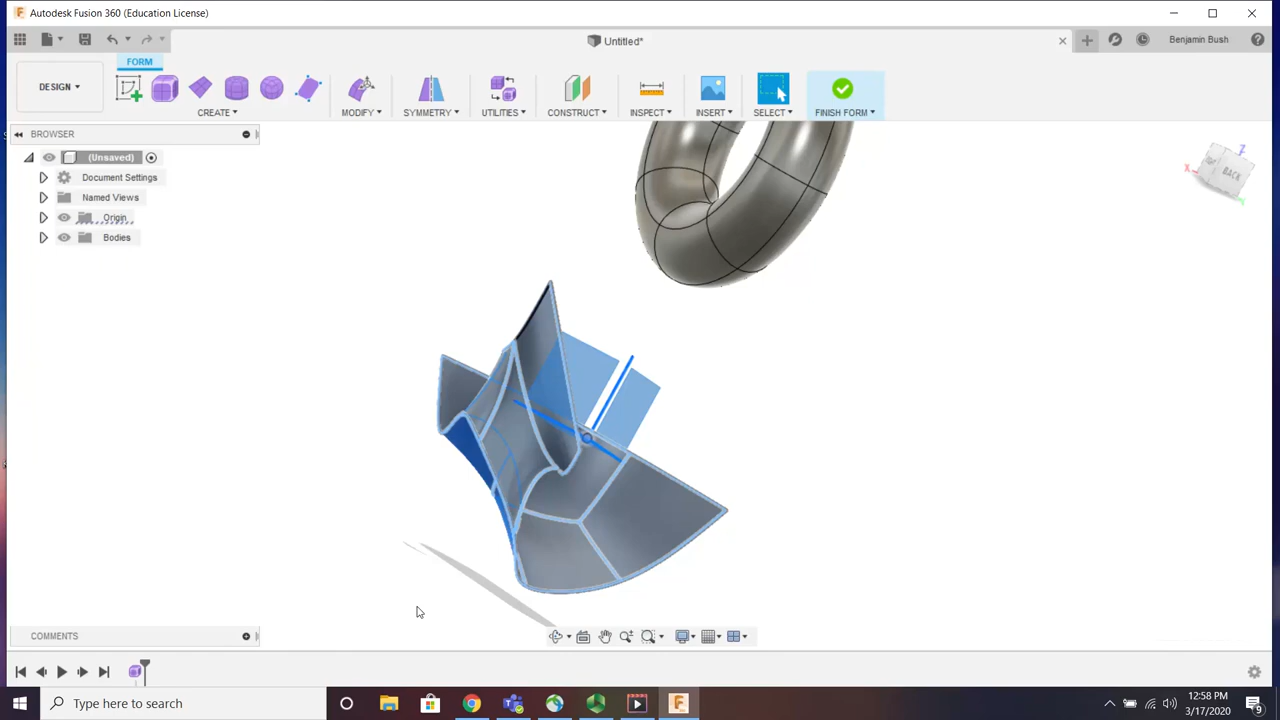 Autodesk Fusion 360 (Education License)
Untitled*
Benjamin Bush
FORM
DESIGN
CREATE
MODIFY
SYMMETRY
UTILITIES
CONSTRUCT
INSPECT
INSERT
SELECT
FINISH FORM
BROWSER
(Unsaved)
Document Settings
Named Views
Origin
Bodies
BACK
X
Z
Y
COMMENTS
Type here to search
12:58 PM
3/17/2020
9